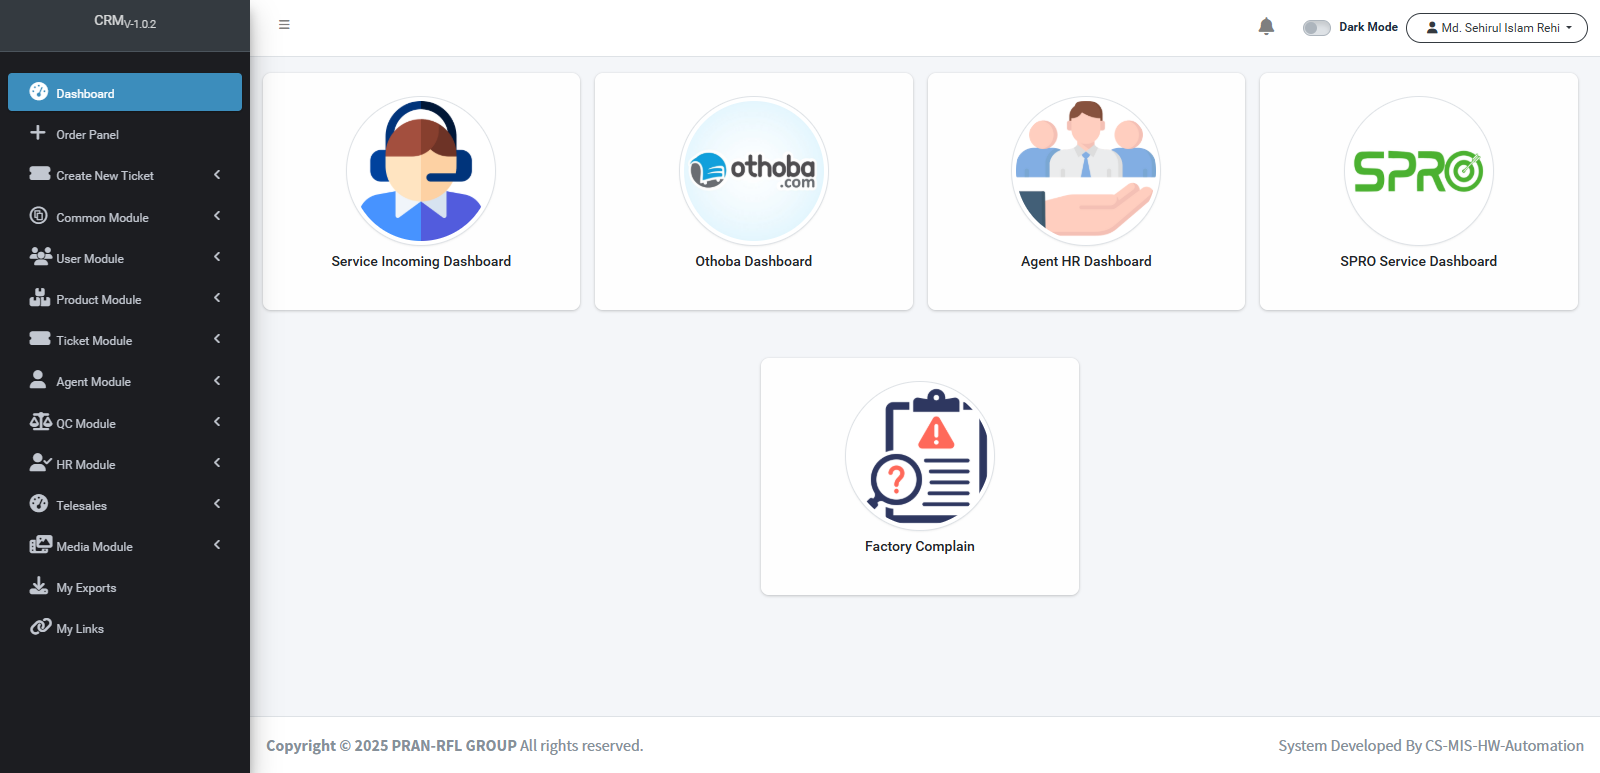 CRMV-1.0.2
Dashboard
Order Panel
Create New Ticket
Common Module
User Module
Product Module
Ticket Module
Agent Module
QC Module
HR Module
Telesales
Media Module
My Exports
My Links
Dark Mode
Md. Sehirul Islam Rehi
othoba
.com
SPRO
Service Incoming Dashboard
Othoba Dashboard
Agent HR Dashboard
SPRO Service Dashboard
Factory Complain
Copyright © 2025 PRAN-RFL GROUP All rights reserved.
System Developed By CS-MIS-HW-Automation